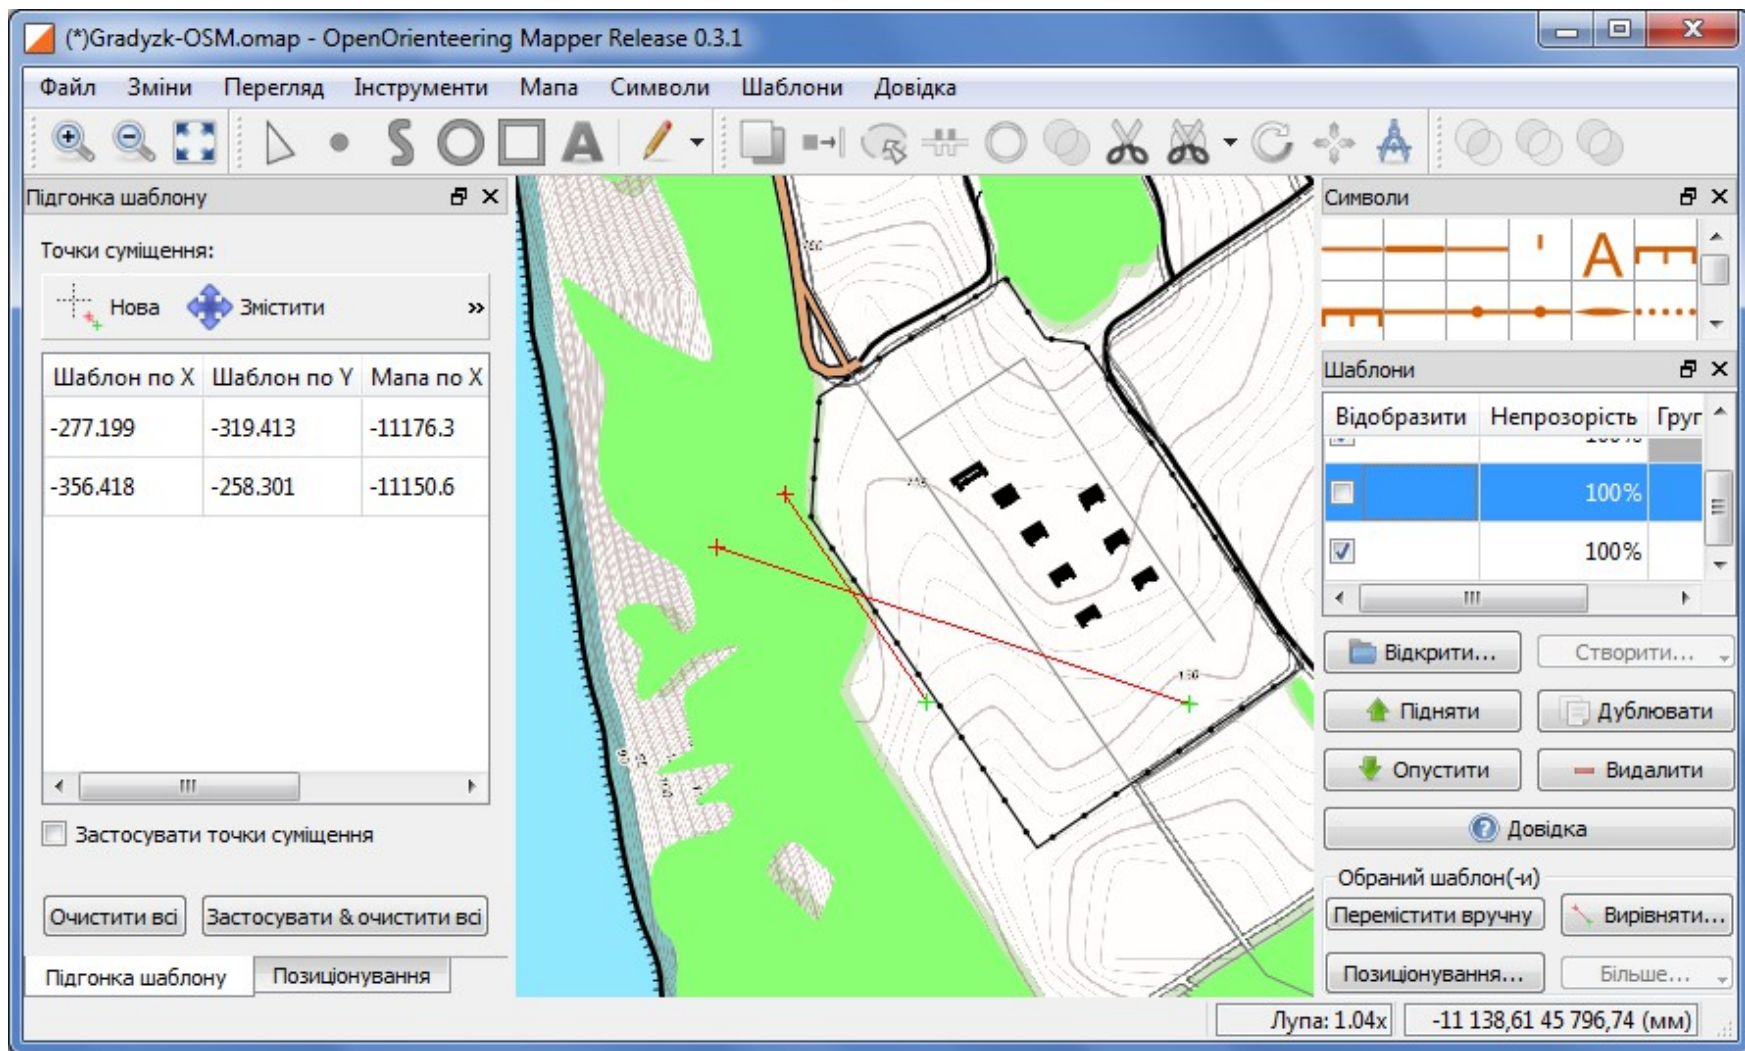 (*)Gradyzk-OSM.omap - OpenOrienteering Mapper Release 0.3.1
Файл Зміни Перегляд Інструменти Мапа Символи Шаблони Довідка
Підгонка шаблону
Точки суміщення:
Нова Змістити »
Шаблон по X Шаблон по Y Мапа по X
-277.199 -319.413 -11176.3
-356.418 -258.301 -11150.6
Застосувати точки суміщення
Очистити всі Застосувати & очистити всі
Підгонка шаблону Позиціонування
Символи
A
Шаблони
Відобразити Непрозорість Груг
100%
100%
Відкрити... Створити...
Підняти Дублювати
Опустити Видалити
Довідка
Обраний шаблон(-и)
Перемістити вручну Вирівняти...
Позиціонування... Більше...
Лупа: 1.04x -11 138,61 45 796,74 (мм)